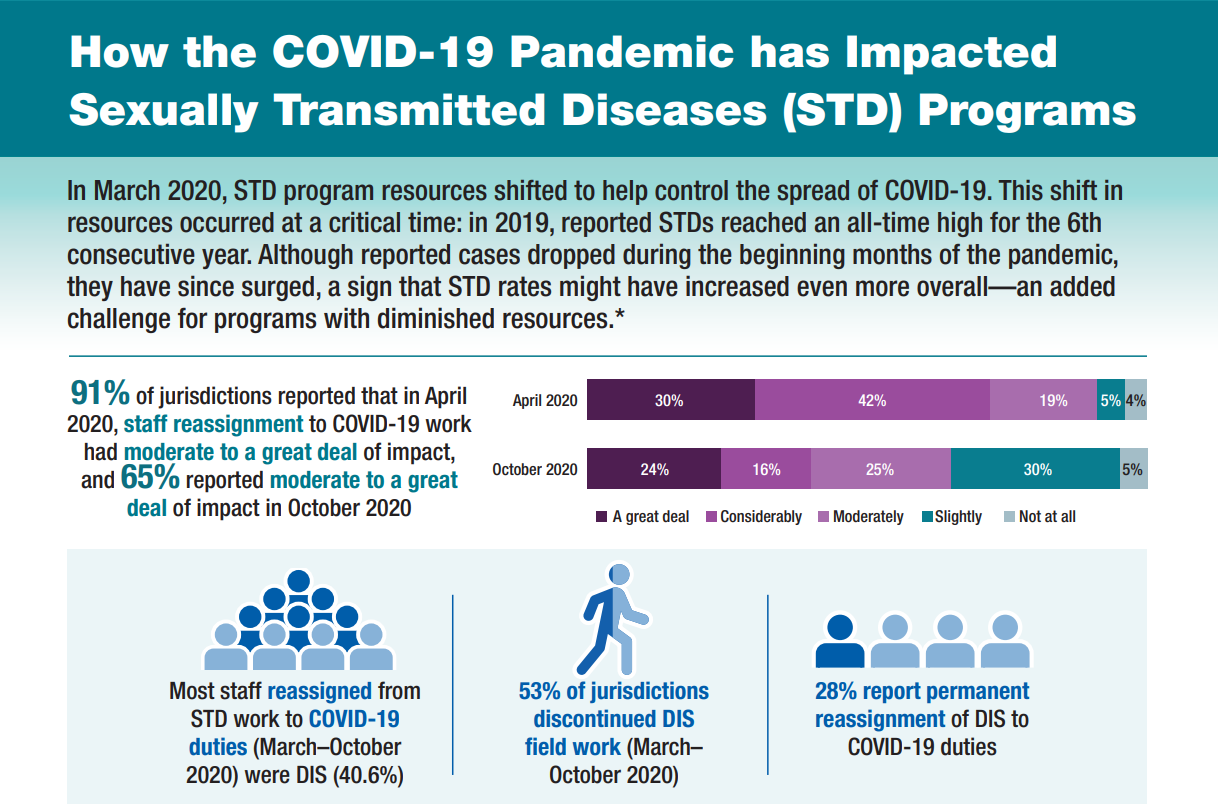 How the COVID-19 Pandemic has Impacted
Sexually Transmitted Diseases (STD) Programs
In March 2020, STD program resources shifted to help control the spread of COVID-19. This shift in
resources occurred at a critical time: in 2019, reported STDs reached an all-time high for the 6th
consecutive year. Although reported cases dropped during the beginning months of the pandemic,
they have since surged, a sign that STD rates might have increased even more overall—an added
challenge for programs with diminished resources.*
91% of jurisdictions reported that in April
2020, staff reassignment to COVID-19 work
had moderate to a great deal of impact,
and 65% reported moderate to a great
deal of impact in October 2020
April 2020 30% 42% 19% 5% 4%
October 2020 24% 16% 25% 30% 5%
A great deal Considerably Moderately Slightly Not at all
Most staff reassigned from
STD work to COVID-19
duties (March–October
2020) were DIS (40.6%)
53% of jurisdictions
discontinued DIS
field work (March–
October 2020)
28% report permanent
reassignment of DIS to
COVID-19 duties